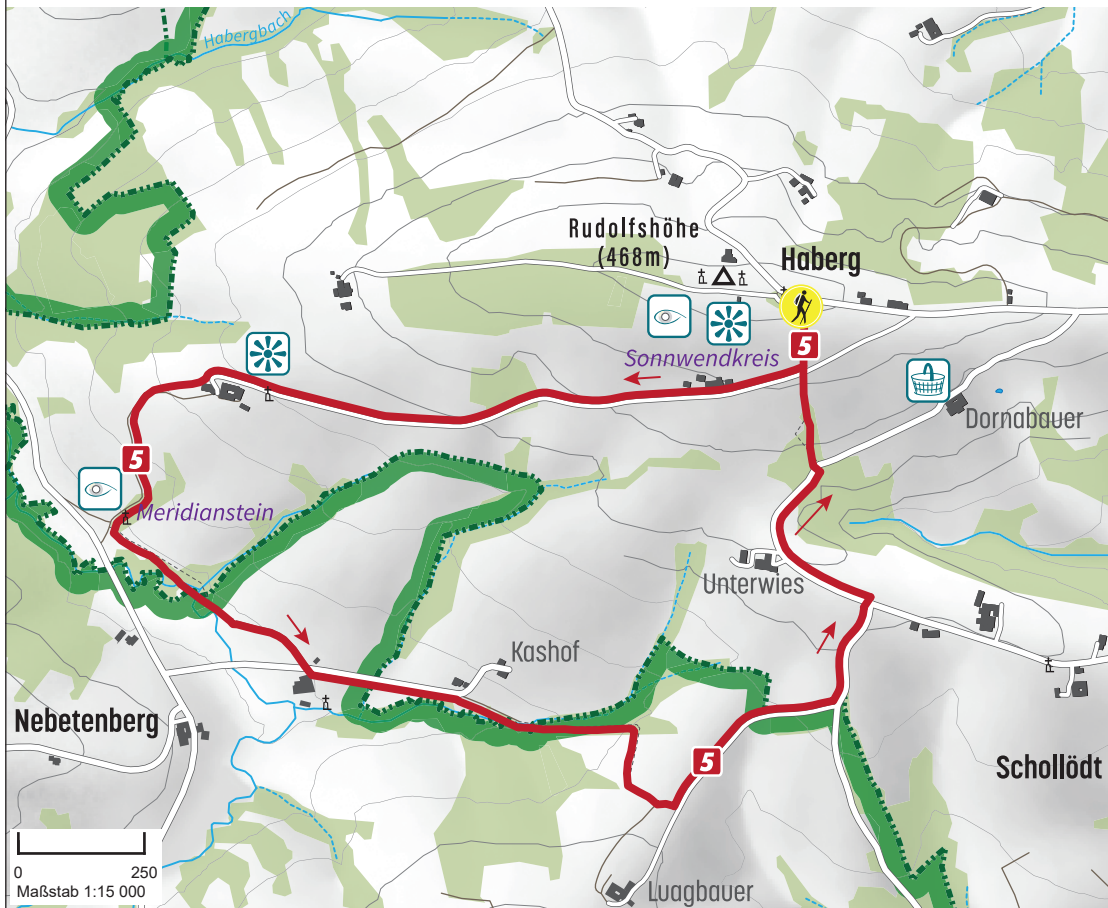 Habergbach
Rudolfshöhe
(468m)
Haberg
5
Sonnwendkreis
Dornabauer
5
Meridianstein
Unterwies
Kashof
Nebetenberg
5
Schollödt
Luagbauer
0 250
Maßstab 1:15 000